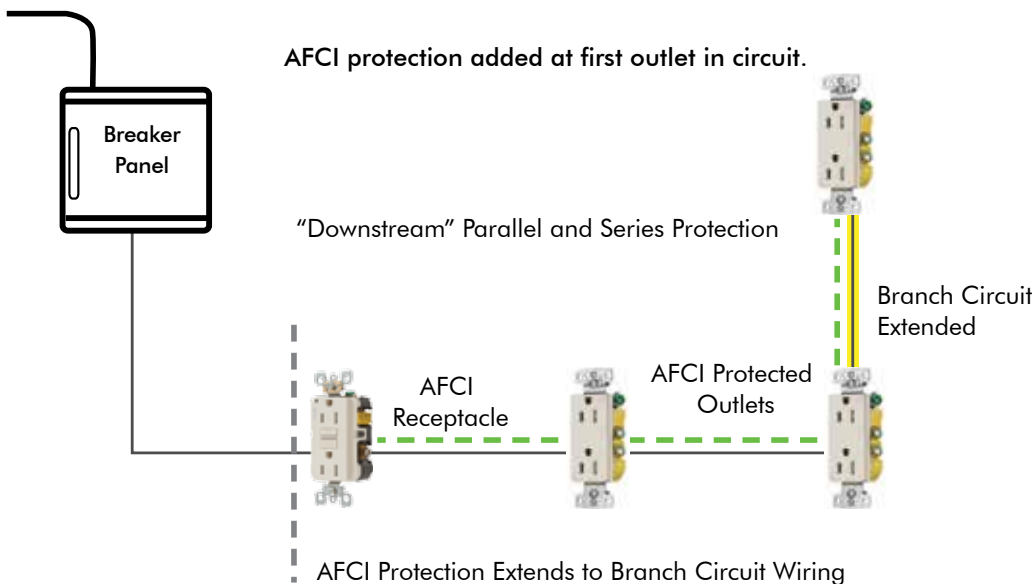 AFCI protection added at first outlet in circuit.
Breaker
Panel
“Downstream” Parallel and Series Protection
Branch Circuit
Extended
AFCI
Receptacle
AFCI Protected
Outlets
AFCI Protection Extends to Branch Circuit Wiring